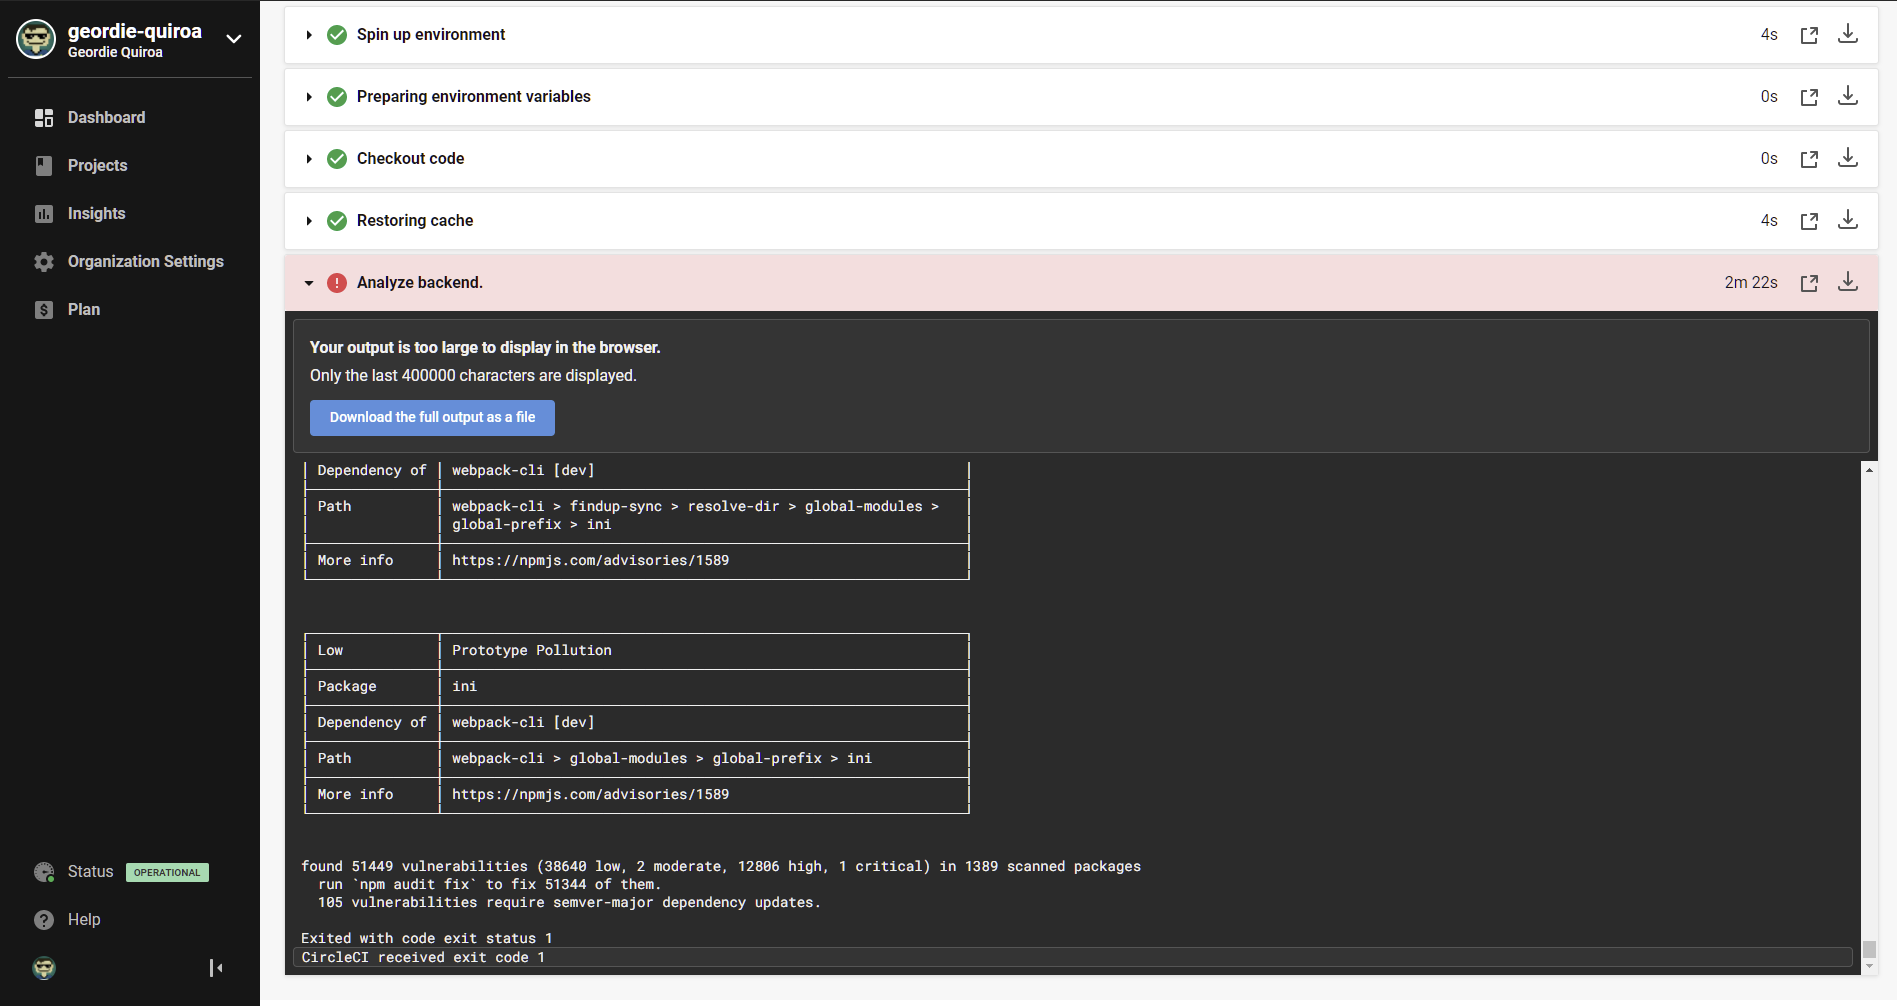 geordie-quiroa
Geordie Quiroa
Dashboard
Projects
Insights
Organization Settings
Plan
Status OPERATIONAL
Help
Spin up environment 4s
Preparing environment variables 0s
Checkout code 0s
Restoring cache 4s
Analyze backend. 2m 22s
Your output is too large to display in the browser.
Only the last 400000 characters are displayed.
Download the full output as a file
Dependency of webpack-cli [dev]
Path webpack-cli > findup-sync > resolve-dir > global-modules >
global-prefix > ini
More info https://npmjs.com/advisories/1589
Low Prototype Pollution
Package ini
Dependency of webpack-cli [dev]
Path webpack-cli > global-modules > global-prefix > ini
More info https://npmjs.com/advisories/1589
found 51449 vulnerabilities (38640 low, 2 moderate, 12806 high, 1 critical) in 1389 scanned packages
run `npm audit fix` to fix 51344 of them.
105 vulnerabilities require semver-major dependency updates.
Exited with code exit status 1
CircleCI received exit code 1